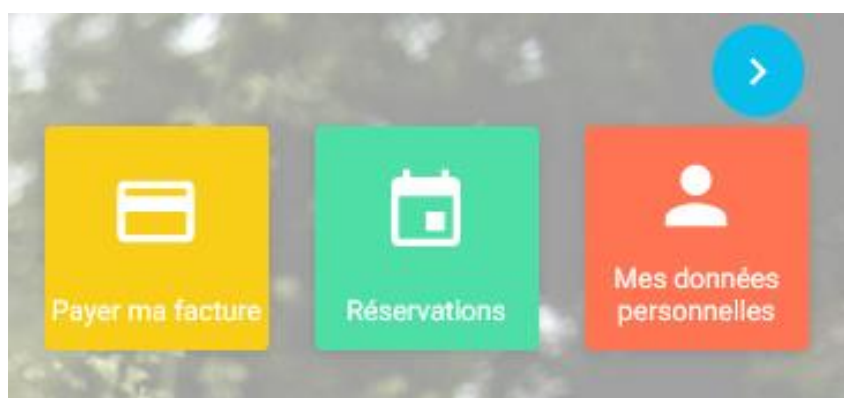 Payer ma facture
Réservations
Mes données
personnelles